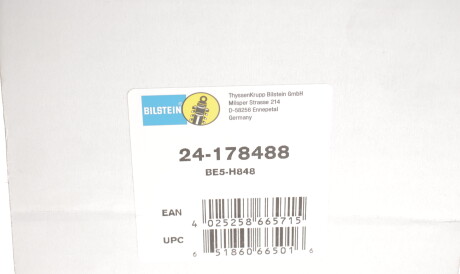 BILSTEIN
ThyssenKrupp Bilstein GmbH
Milsper Strasse 214
D-58256 Ennepetal
Germany
24-178488
BE5-H848
EAN
4 025258 665715
UPC
6 51860 66501 6